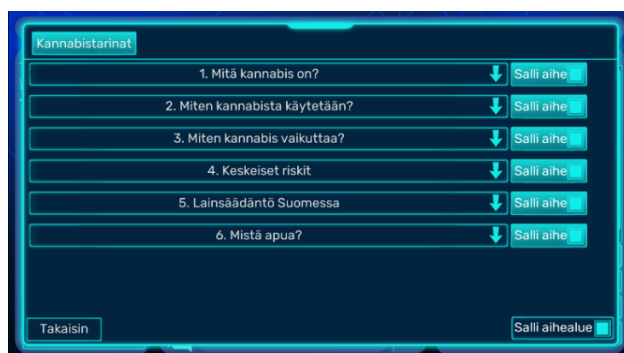 Kannabistarinat
1. Mitä kannabis on? Salli aihe
2. Miten kannabista käytetään? Salli aihe
3. Miten kannabis vaikuttaa? Salli aihe
4. Keskeiset riskit Salli aihe
5. Lainsäädäntö Suomessa Salli aihe
6. Mistä apua? Salli aihe
Takaisin Salli aihealue